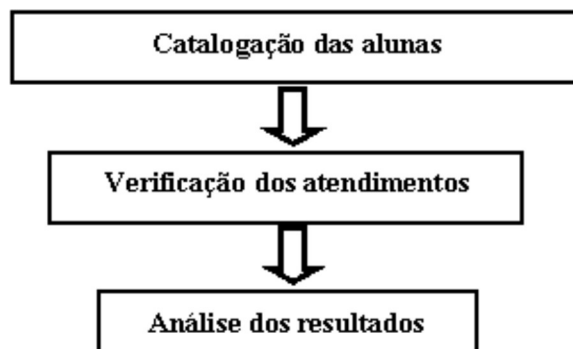 Catalogação das alunas
Verificação dos atendimentos
Análise dos resultados